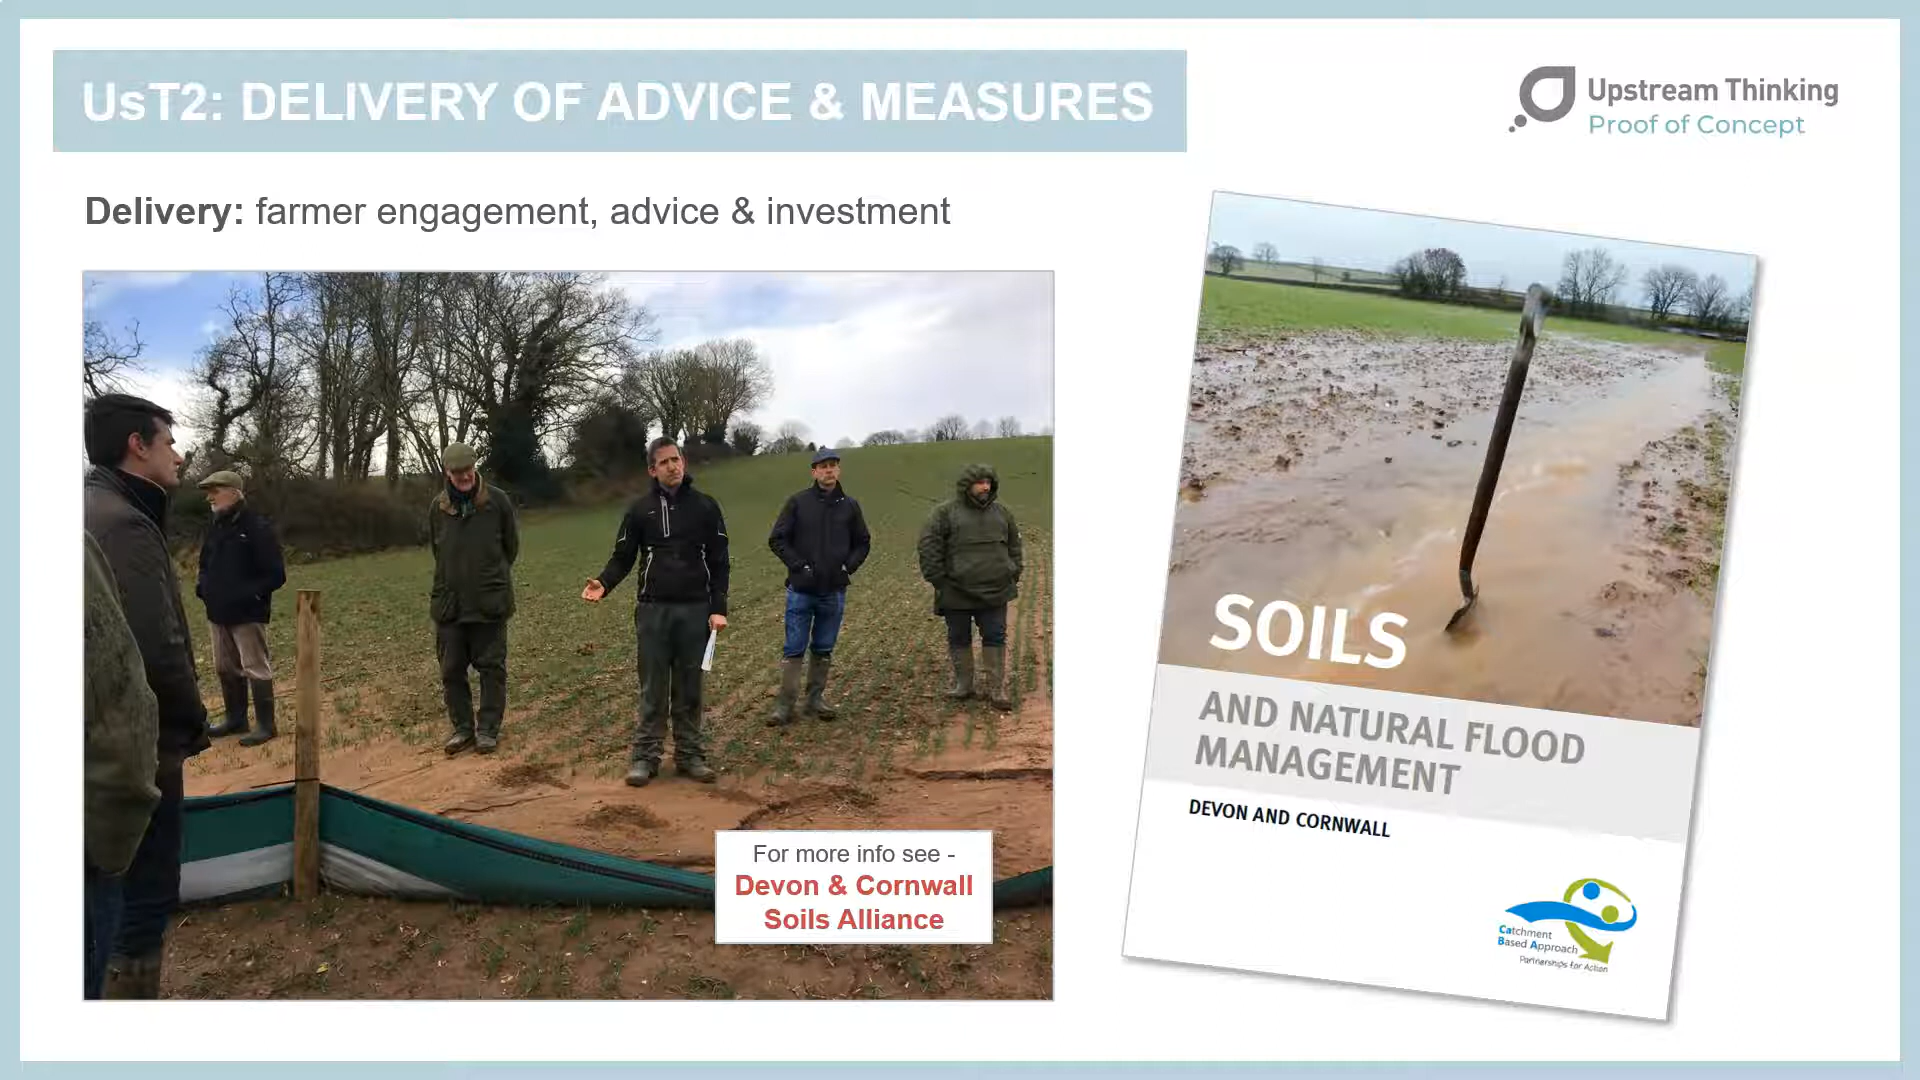 UsT2: DELIVERY OF ADVICE & MEASURES
Upstream Thinking
Proof of Concept
Delivery: farmer engagement, advice & investment
For more info see -
Devon & Cornwall
Soils Alliance
SOILS
AND NATURAL FLOOD
MANAGEMENT
DEVON AND CORNWALL
Catchment
Based Approach
Partnerships for Action